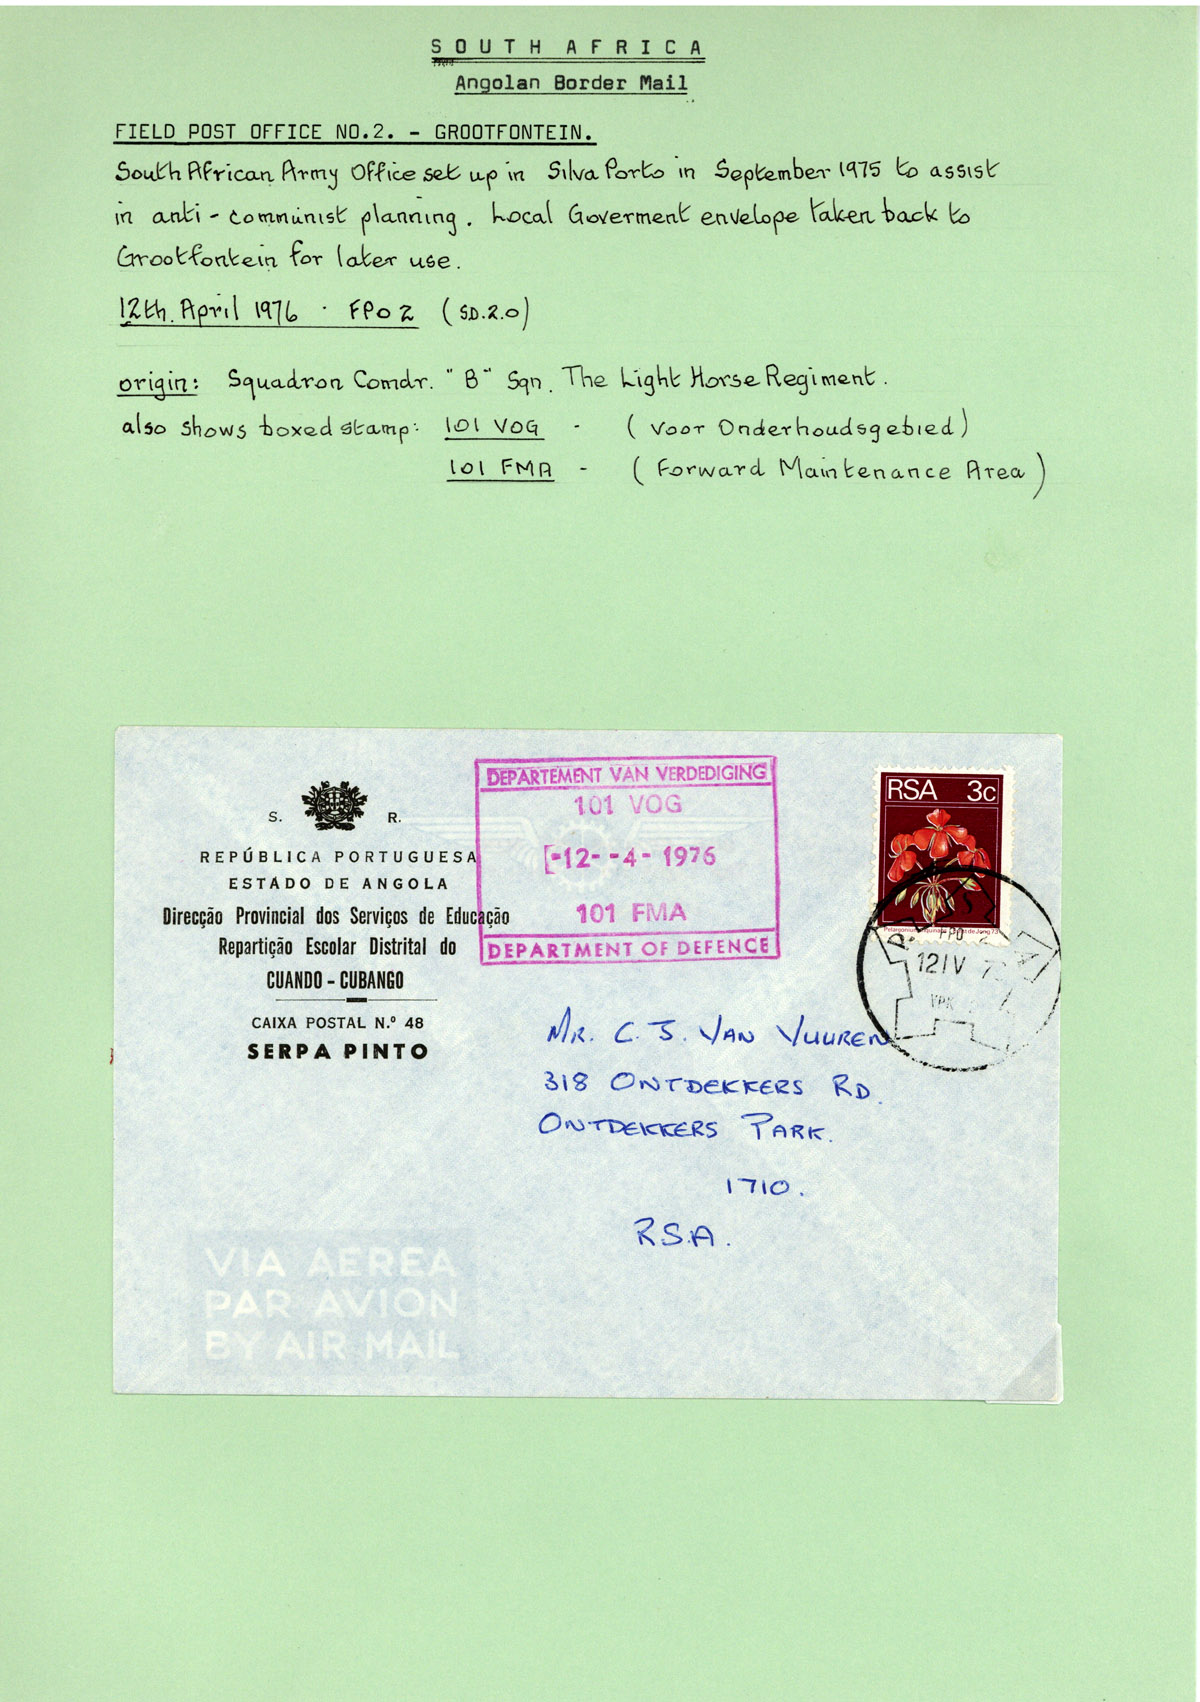 SOUTH AFRICA
Angolan Border Mail
FIELD POST OFFICE NO.2. - GROOTFONTEIN.
South African Army Office set up in Silva Porto in September 1975 to assist
in anti - communist planning. Local Goverment envelope taken back to
Grootfontein for later use.
12th. April 1976 · FPO 2 (SD.2.0)
origin: Squadron Comdr. "B" Sqn. The Light Horse Regiment.
also shows boxed stamp: 101 VOG - (Voor Onderhoudsgebied)
101 FMA - (Forward Maintenance Area)
S. R.
REPÚBLICA PORTUGUESA
ESTADO DE ANGOLA
Direcção Provincial dos Serviços de Educação
Repartição Escolar Distrital do
CUANDO - CUBANGO
CAIXA POSTAL N.º 48
SERPA PINTO
DEPARTEMENT VAN VERDEDIGING
101 VOG
-12- -4- 1976
101 FMA
DEPARTMENT OF DEFENCE
RSA 3c
FPO
12 IV 7
MR. C. J. VAN VUUREN
318 ONTDEKKERS RD.
ONTDEKKERS PARK.
1710.
R.S.A.
VIA AEREA
PAR AVION
BY AIR MAIL